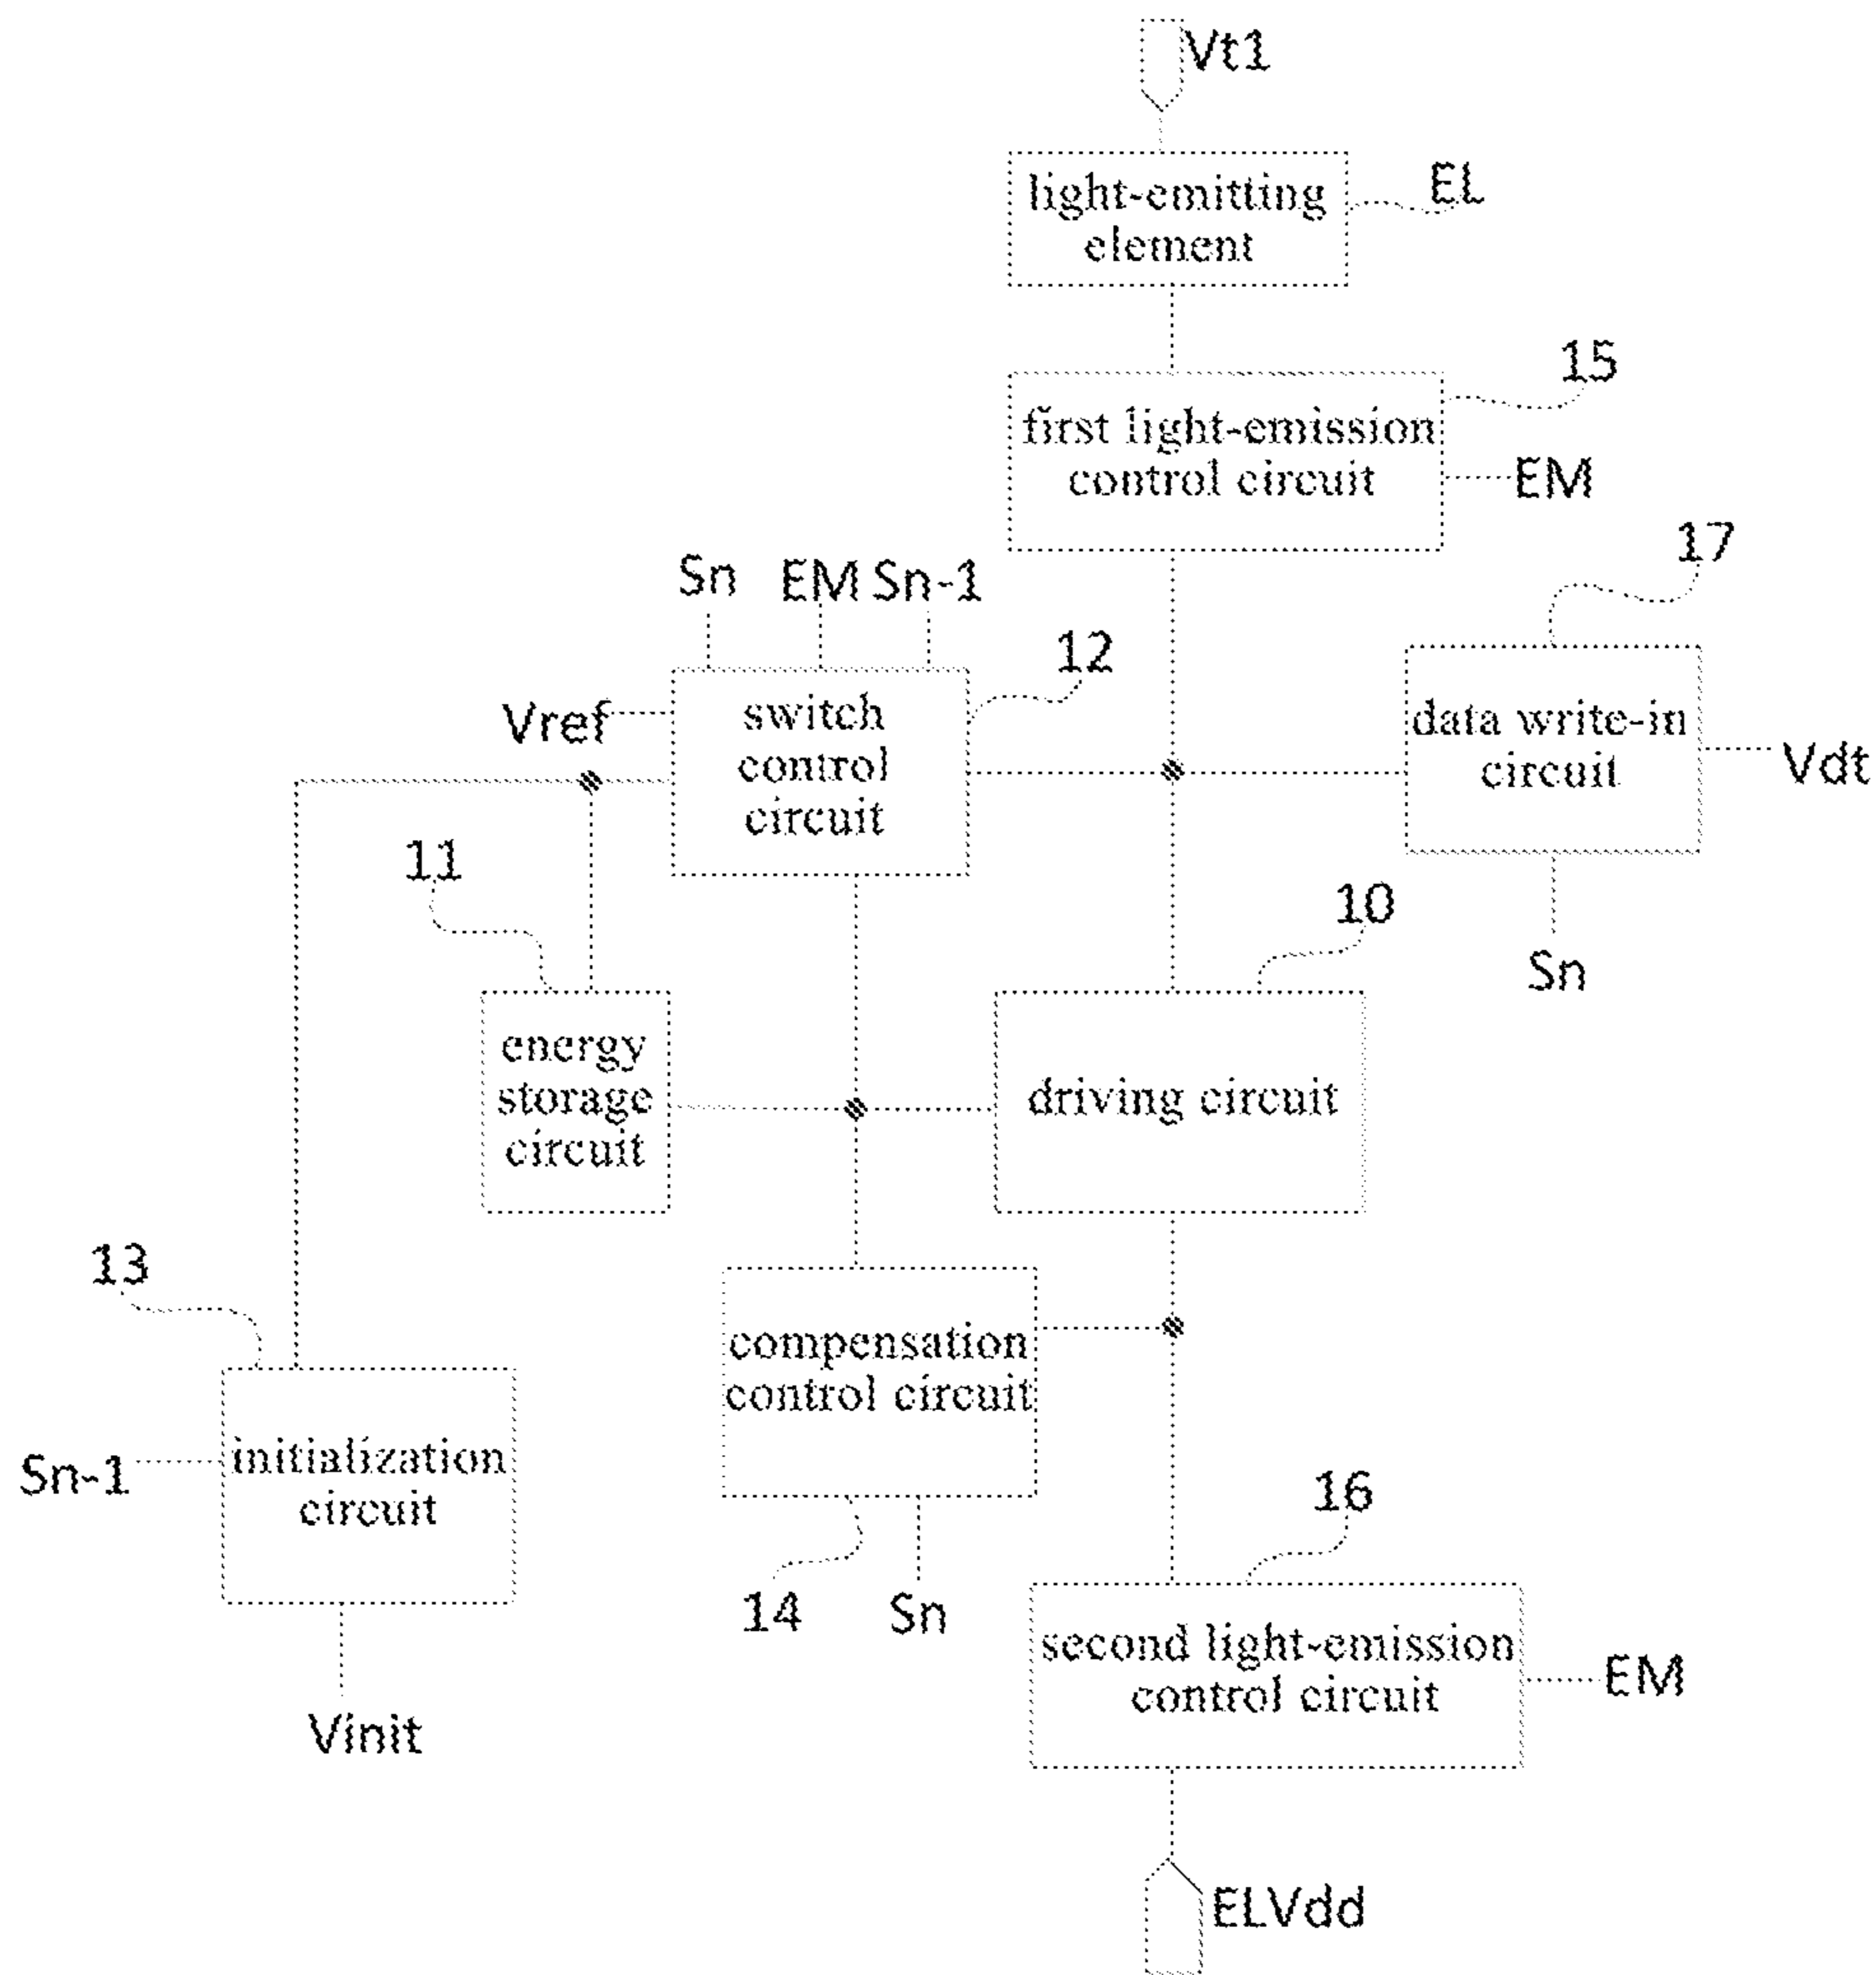 Vt1
light-emitting
element
EL
15
first light-emission
control circuit
EM
17
Sn
EM
Sn-1
12
Vref
switch
control
circuit
data write-in
circuit
Vdt
11
10
Sn
energy
storage
circuit
driving circuit
13
compensation
control circuit
Sn-1
initialization
circuit
16
14
Sn
second light-emission
control circuit
EM
Vinit
ELVdd